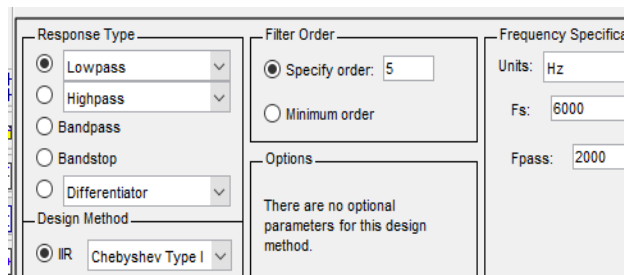 Response Type
Lowpass
Highpass
Bandpass
Bandstop
Differentiator
Design Method
IIR Chebyshev Type I
Filter Order
Specify order: 5
Minimum order
Options
There are no optional
parameters for this design
method.
Frequency Specifica
Units: Hz
Fs: 6000
Fpass: 2000